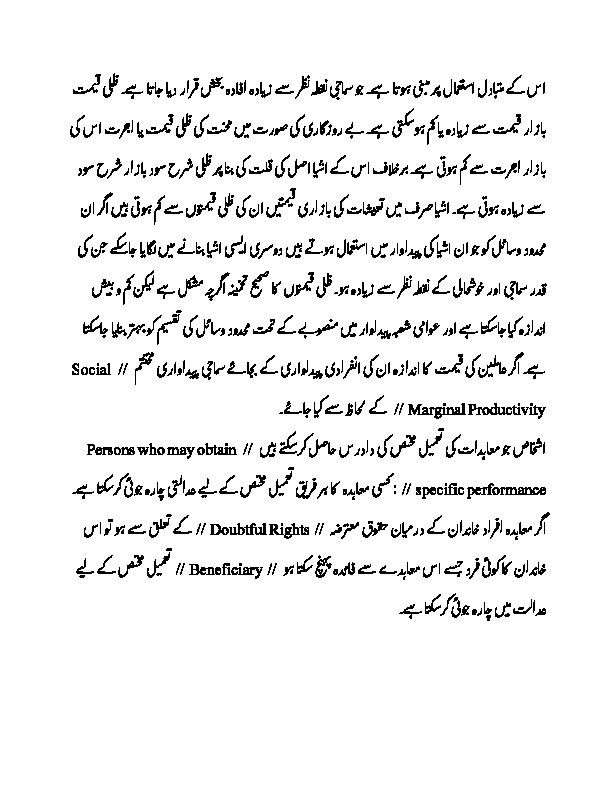 اس کے متبادل استعمال پر مبنی ہوتا ہے۔ جو سماجی نقطہ نظر سے زیادہ افادہ بخش قرار دیا جاتا ہے۔ ظلی قیمت
بازار قیمت سے زیادہ یا کم ہو سکتی ہے۔ بے روزگاری کی صورت میں محنت کی ظلی قیمت یا اجرت اس کی
بازار اجرت سے کم ہوتی ہے۔ برخلاف اس کے اشیا اصل کی قلت کی بنا پر ظلی شرح سود بازار شرح سود
سے زیادہ ہوتی ہے۔ اشیا صرف میں تعیشات کی بازاری قیمتیں ان کی ظلی قیمتوں سے کم ہوتی ہیں اگر ان
محدود وسائل کو جو ان اشیا کی پیداوار میں استعمال ہوتے ہیں دوسری ایسی اشیا بنانے میں لگایا جاسکے جن کی
قدر سماجی اور خوشحالی کے نقطہ نظر سے زیادہ ہو۔ ظلی قیمتوں کا صحیح تخمینہ اگرچہ مشکل ہے لیکن کم و بیش
اندازہ کیا جاسکتا ہے اور عوامی شعبہ پیداوار میں منصوبے کے تحت محدود وسائل کی تقسیم کو بہتر بنایا جاسکتا
ہے۔ اگر عاملین کی قیمت کا اندازہ ان کی انفرادی پیداواری کے بجائے سماجی پیداواری مختتم // Social
Marginal Productivity // کے لحاظ سے کیا جائے۔
اشخاص جو معاہدات کی تعمیل مختص کی دادرس حاصل کرسکتے ہیں // Persons who may obtain
specific performance // : کسی معاہدہ کا ہر فریق تعمیل مختص کے لیے عدالتی چارہ جوئی کرسکتا ہے۔
اگر معاہدہ افراد خاندان کے درمیان حقوق معترضہ // Doubtful Rights // کے تعلق سے ہو تو اس
خاندان کا کوئی فرد جسے اس معاہدے سے فائدہ پہنچ سکتا ہو // Beneficiary // تعمیل مختص کے لیے
عدالت میں چارہ جوئی کرسکتا ہے۔